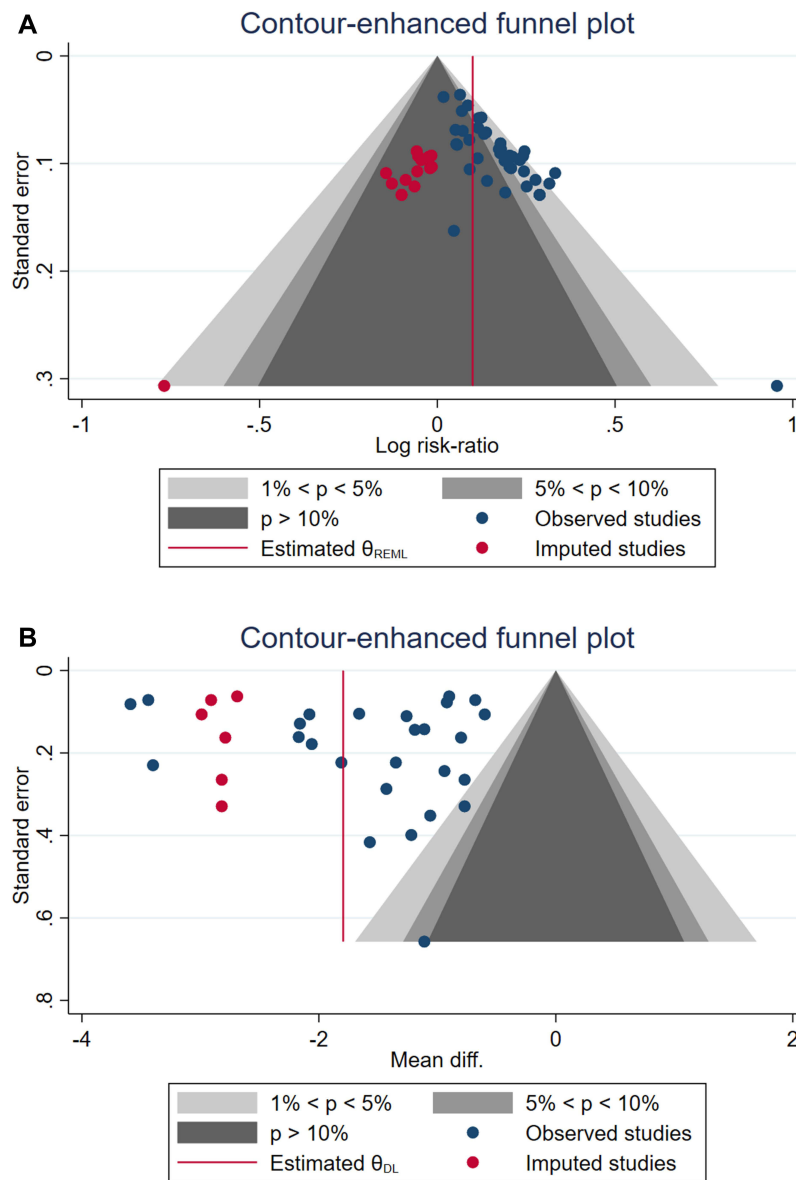 A
Contour-enhanced funnel plot
Standard error
0
.1
.2
.3
-1
-.5
0
.5
1
Log risk-ratio
1% < p < 5%
5% < p < 10%
p > 10%
Observed studies
Estimated θREML
Imputed studies
B
Contour-enhanced funnel plot
Standard error
0
.2
.4
.6
.8
-4
-2
0
2
Mean diff.
1% < p < 5%
5% < p < 10%
p > 10%
Observed studies
Estimated θDL
Imputed studies